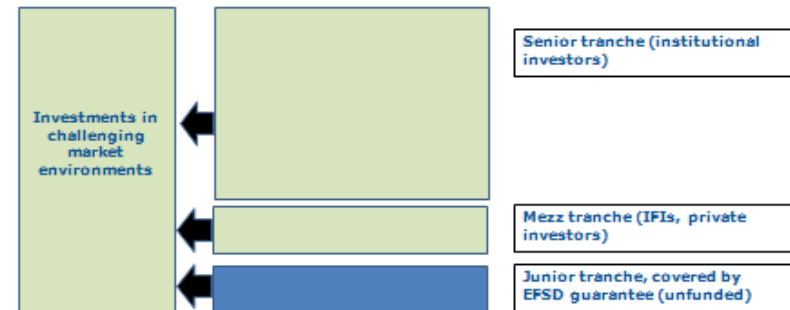 Investments in
challenging
market
environments
Senior tranche (institutional
investors)
Mezz tranche (IFIs, private
investors)
Junior tranche, covered by
EFSD guarantee (unfunded)